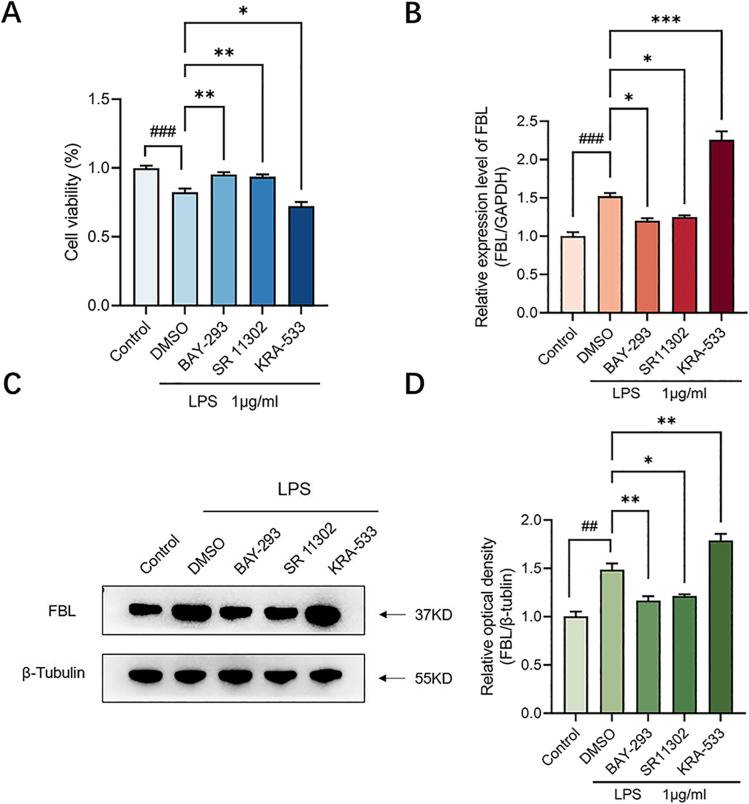 A
*
**
**
###
Cell viability (%)
1.5
1.0
0.5
0.0
Control
DMSO
BAY-293
SR 11302
KRA-533
LPS 1μg/ml
B
***
*
*
###
Relative expression level of FBL
(FBL/GAPDH)
2.5
2.0
1.5
1.0
0.5
0.0
Control
DMSO
BAY-293
SR11302
KRA-533
LPS 1μg/ml
C
LPS
Control
DMSO
BAY-293
SR 11302
KRA-533
FBL
37KD
β-Tubulin
55KD
D
**
*
**
##
Relative optical density
(FBL/β-tublin)
2.0
1.5
1.0
0.5
0.0
Control
DMSO
BAY-293
SR11302
KRA-533
LPS 1μg/ml